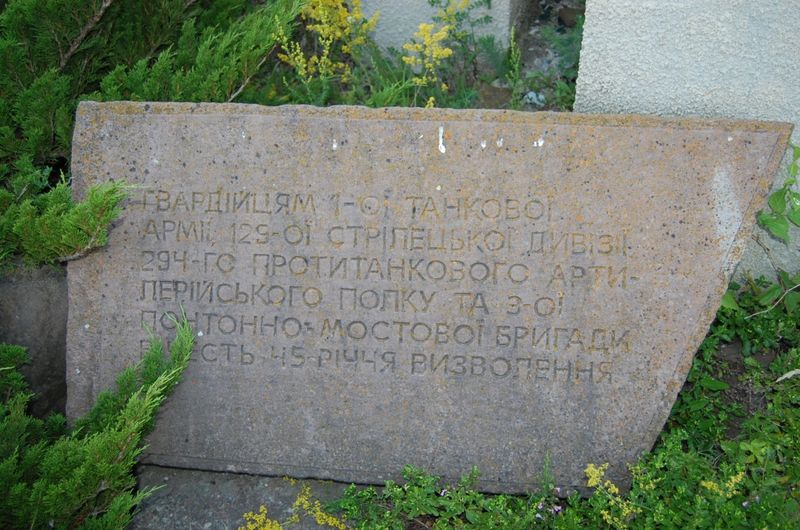 ГВАРДІЙЦЯМ 1-ОЇ ТАНКОВОЇ
АРМІЇ, 129-ОЇ СТРІЛЕЦЬКОЇ ДИВІЗІЇ,
294-ГО ПРОТИТАНКОВОГО АРТИ-
ЛЕРІЙСЬКОГО ПОЛКУ ТА 3-ОЇ
ПОНТОННО-МОСТОВОЇ БРИГАДИ
В ЧЕСТЬ 45-РІЧЧЯ ВИЗВОЛЕННЯ